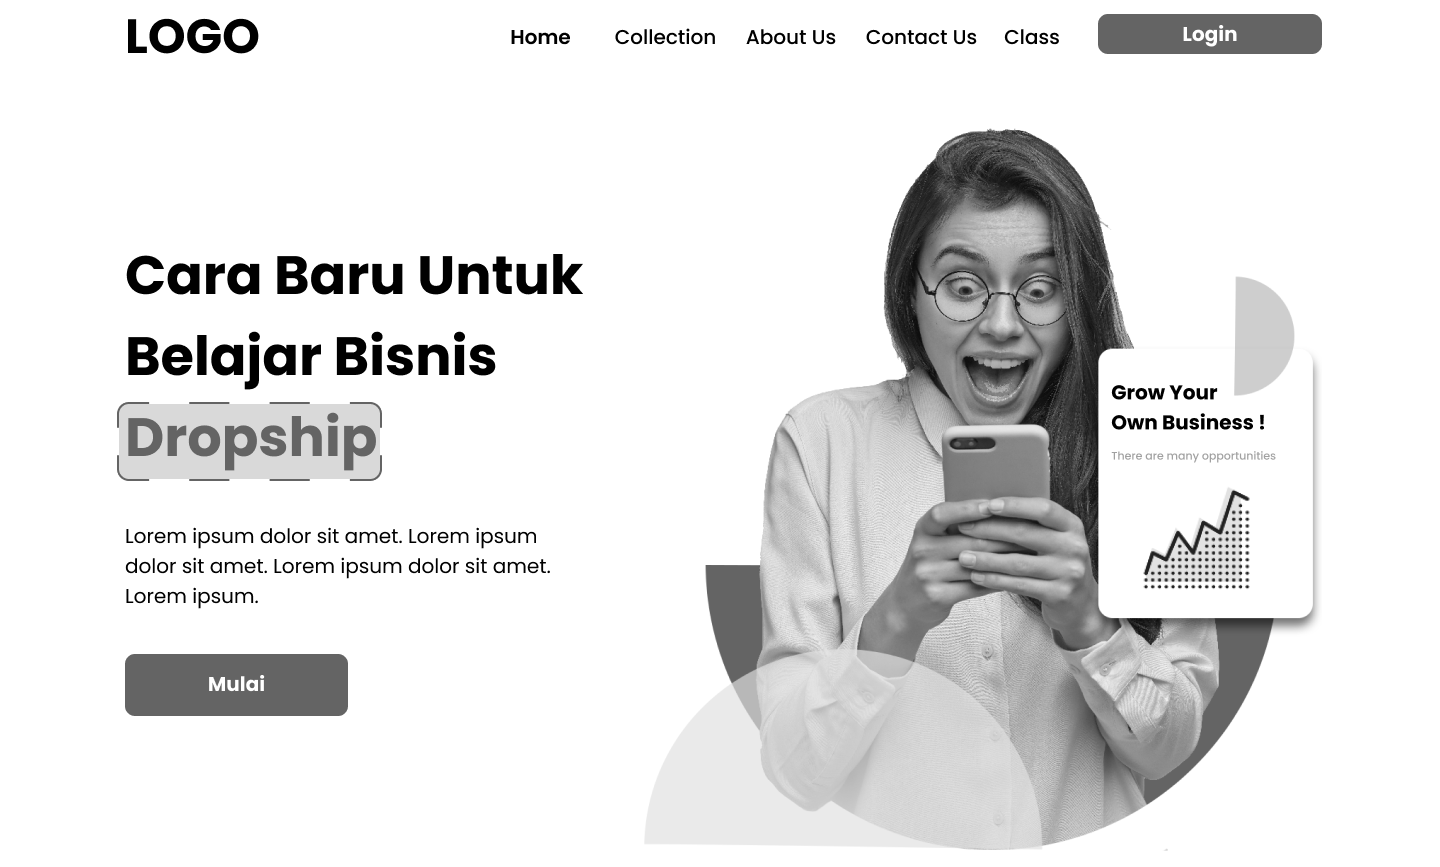 LOGO
Home Collection About Us Contact Us Class Login
Cara Baru Untuk
Belajar Bisnis
Dropship
Lorem ipsum dolor sit amet. Lorem ipsum
dolor sit amet. Lorem ipsum dolor sit amet.
Lorem ipsum.
Mulai
Grow Your
Own Business !
There are many opportunities